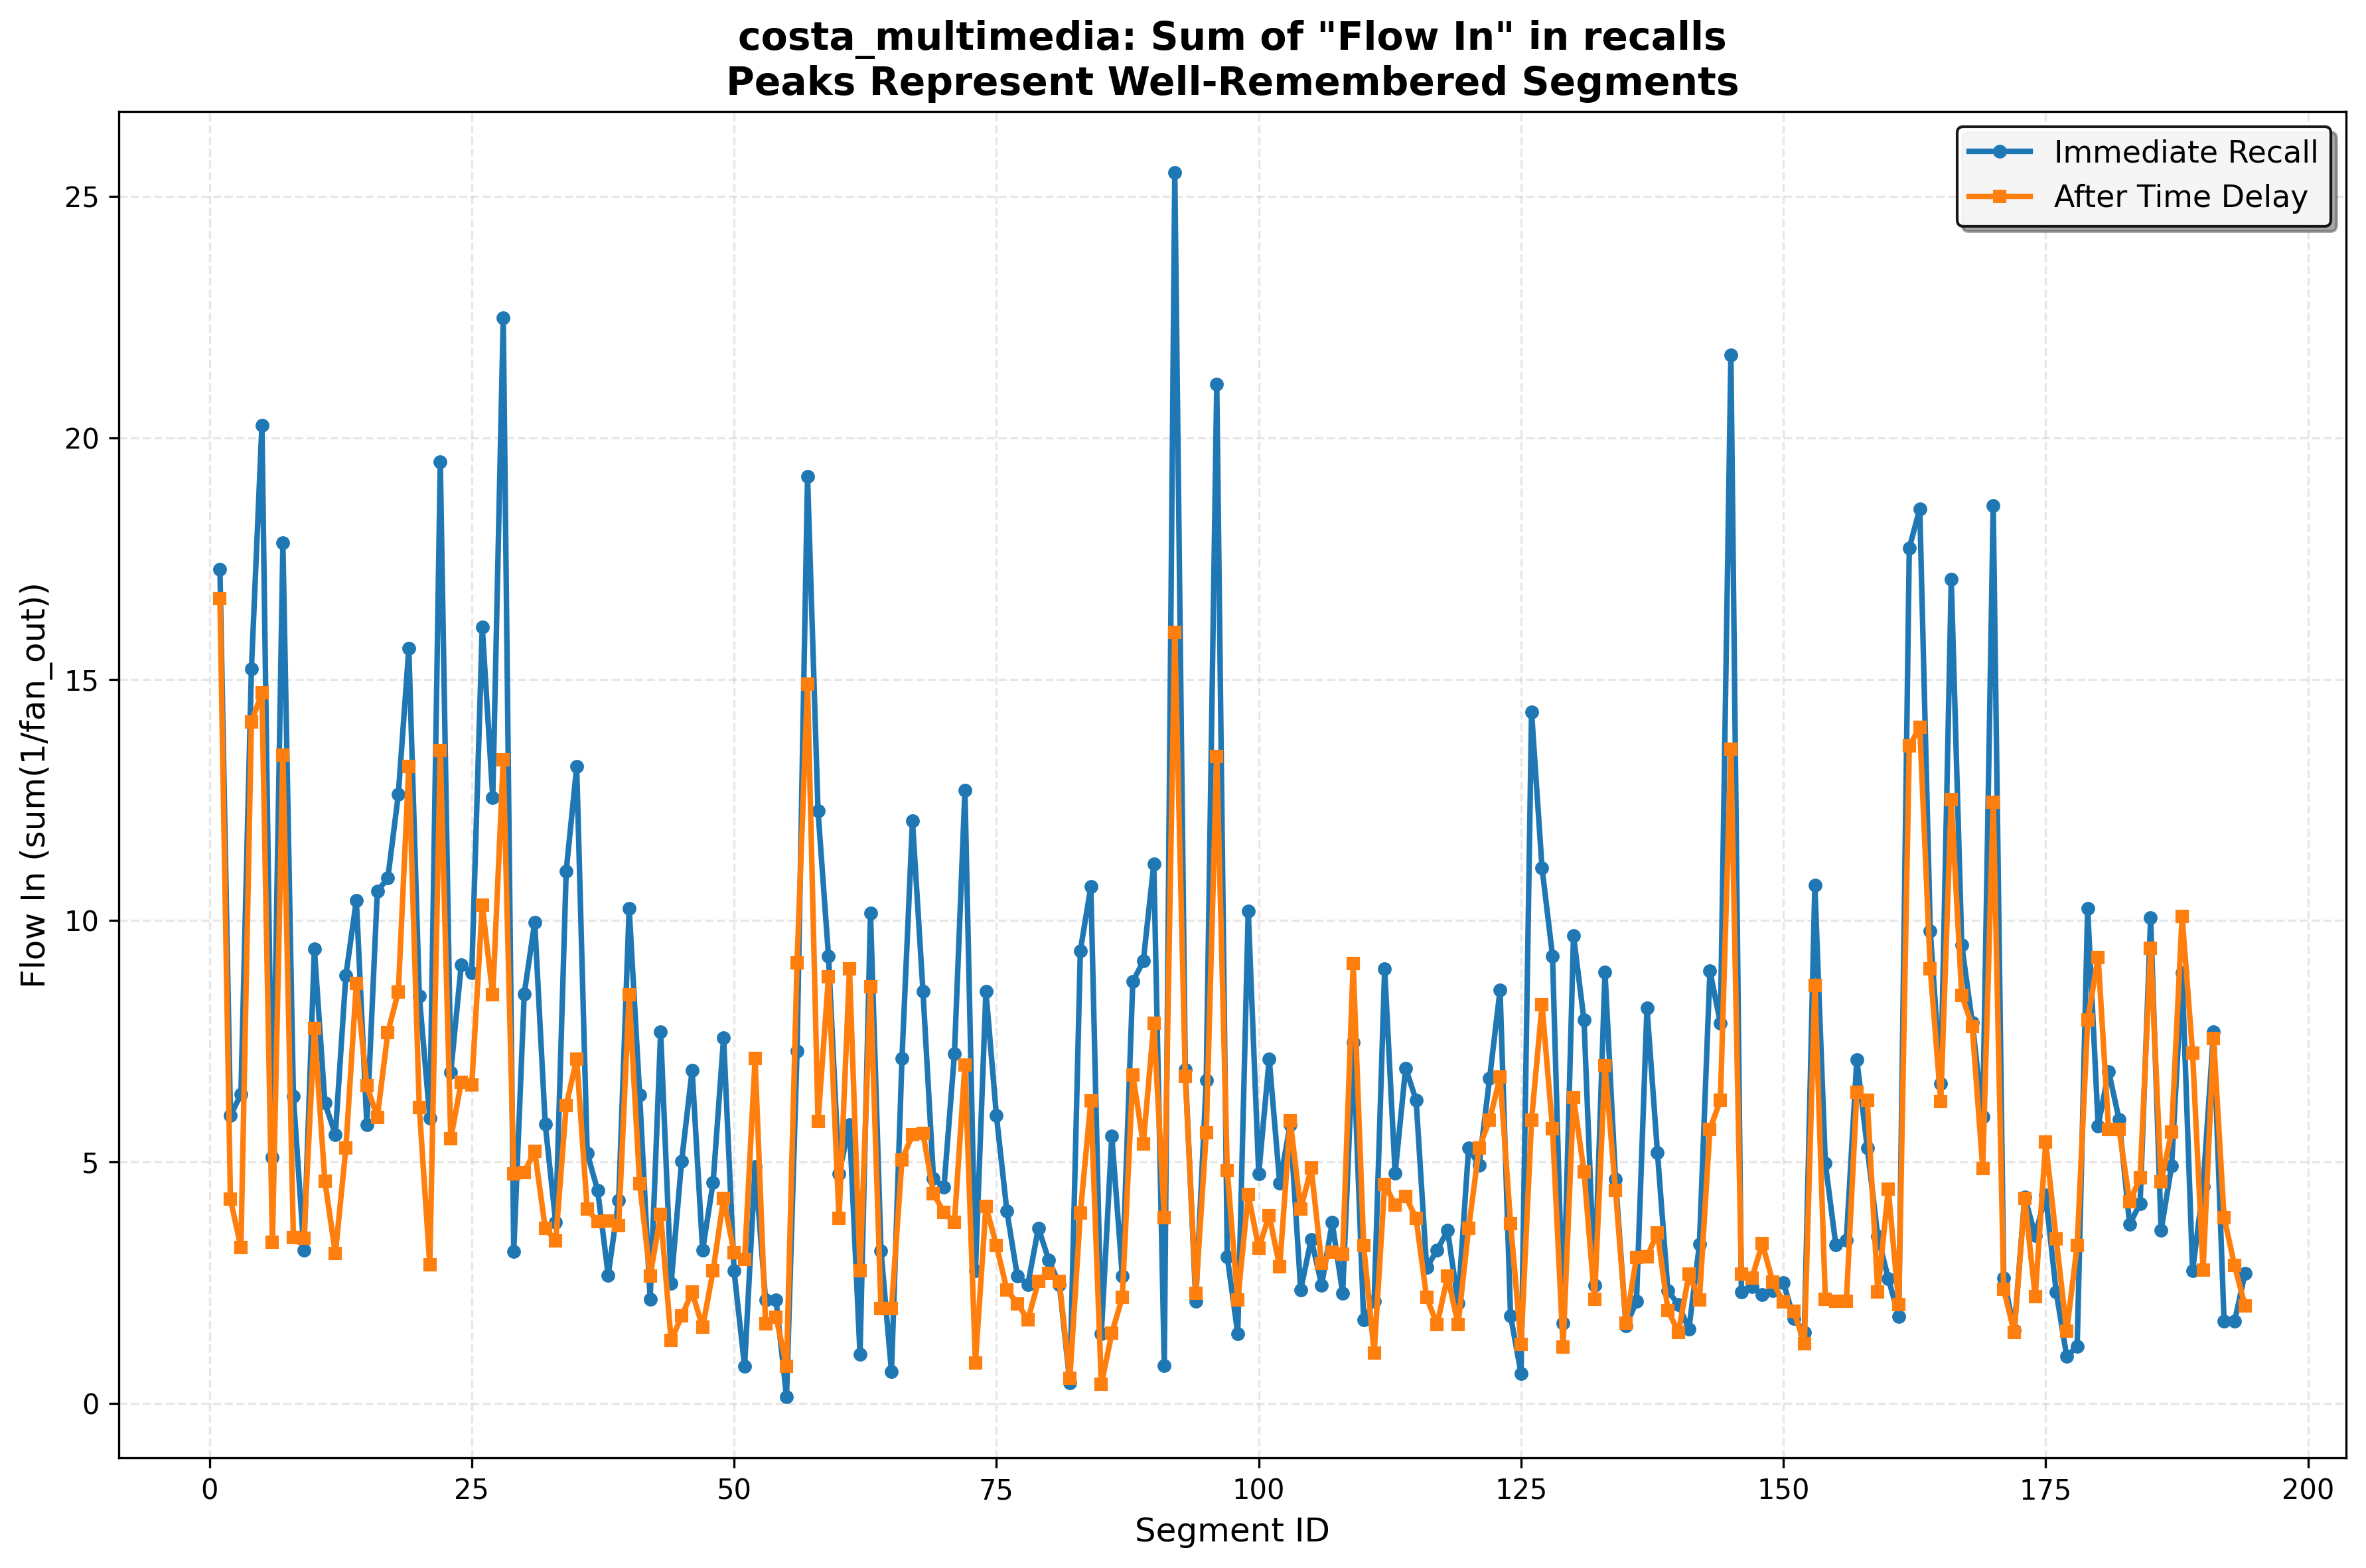 costa_multimedia: Sum of "Flow In" in recalls
Peaks Represent Well-Remembered Segments
Immediate Recall
After Time Delay
Flow In (sum(1/fan_out))
25
20
15
10
5
0
0 25 50 75 100 125 150 175 200
Segment ID